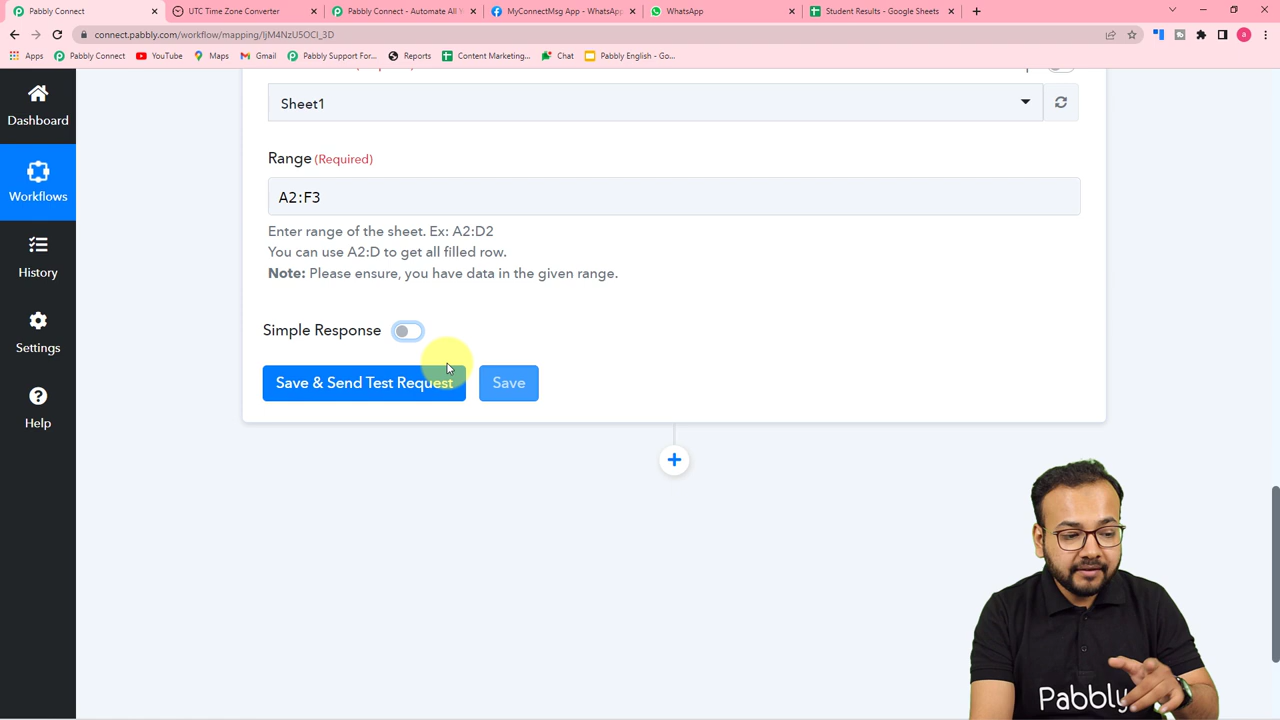 Pabbly Connect
UTC Time Zone Converter
Pabbly Connect - Automate All Y
MyConnectMsg App - WhatsApp
WhatsApp
Student Results - Google Sheets
connect.pabbly.com/workflow/mapping/IjM4NzU5OCI_3D
a
Apps
Pabbly Connect
YouTube
Maps
Gmail
Pabbly Support For...
Reports
Content Marketing...
Chat
Pabbly English - Go...
Dashboard
Workflows
History
Settings
Help
Sheet1
Range (Required)
A2:F3
Enter range of the sheet. Ex: A2:D2
You can use A2:D to get all filled row.
Note: Please ensure, you have data in the given range.
Simple Response
Save & Send Test Request
Save
Pabbly